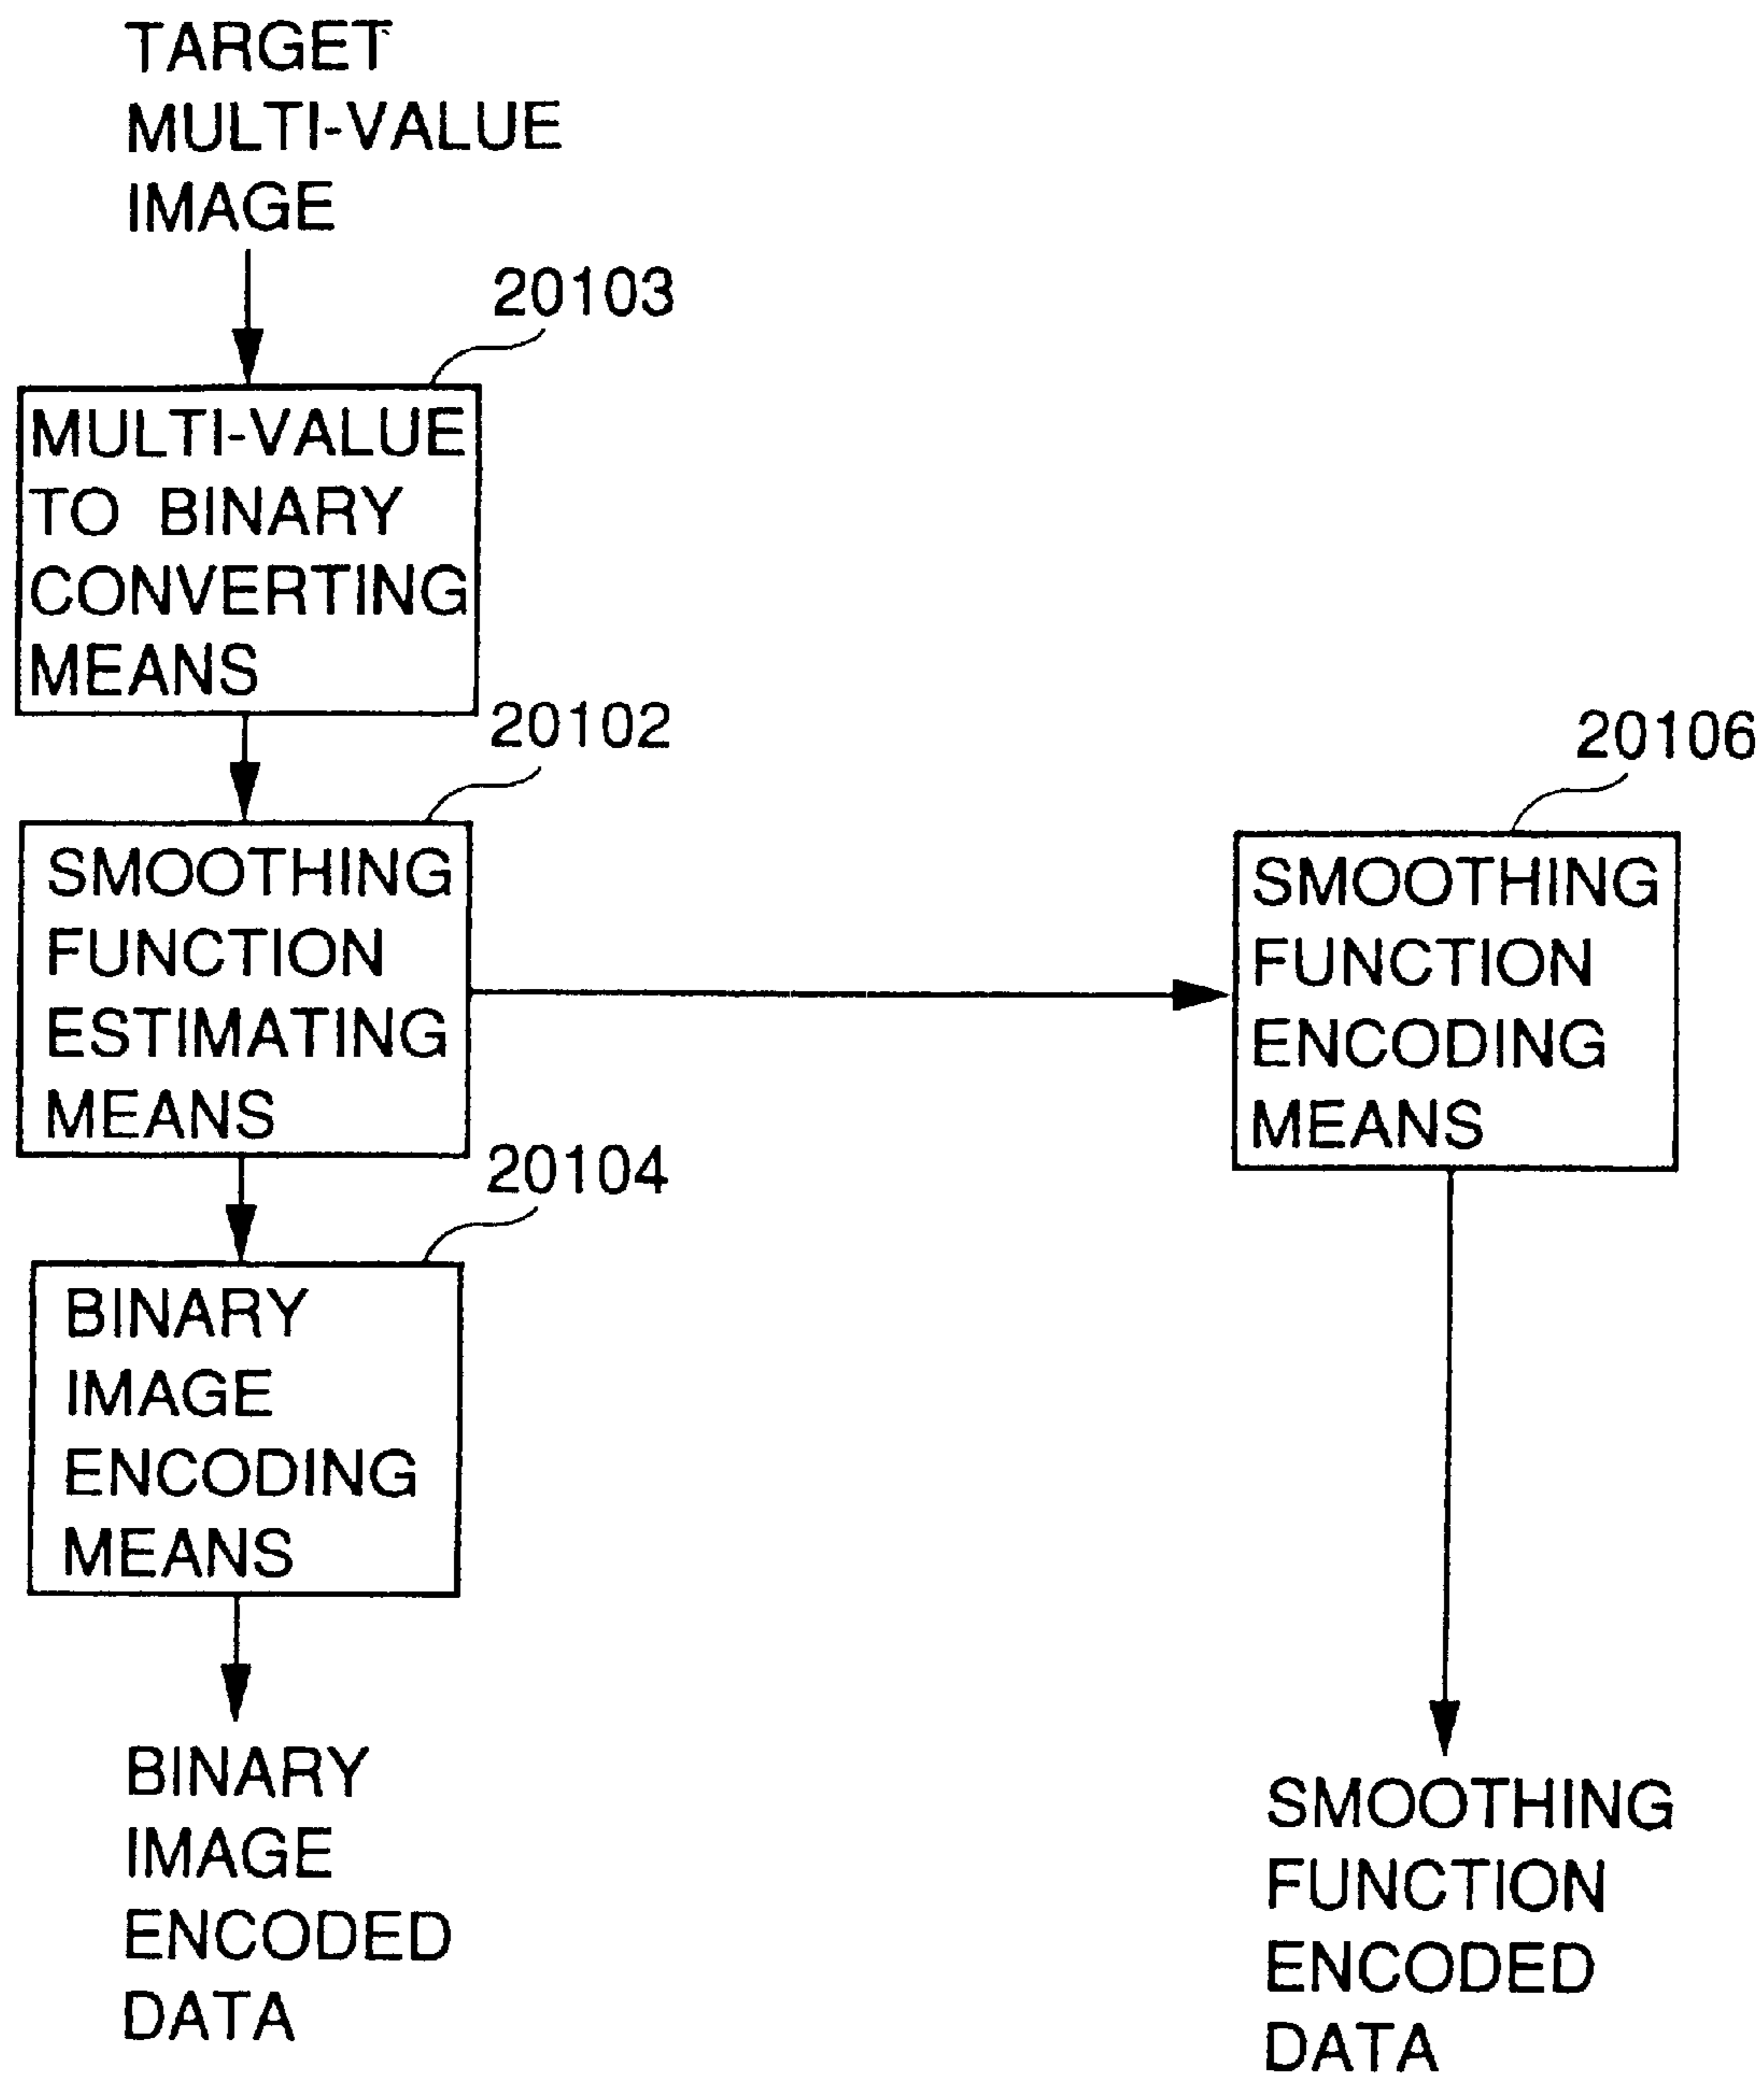 TARGET
MULTI-VALUE
IMAGE
20103
MULTI-VALUE
TO BINARY
CONVERTING
MEANS
20102
SMOOTHING
FUNCTION
ESTIMATING
MEANS
20106
SMOOTHING
FUNCTION
ENCODING
MEANS
20104
BINARY
IMAGE
ENCODING
MEANS
BINARY
IMAGE
ENCODED
DATA
SMOOTHING
FUNCTION
ENCODED
DATA